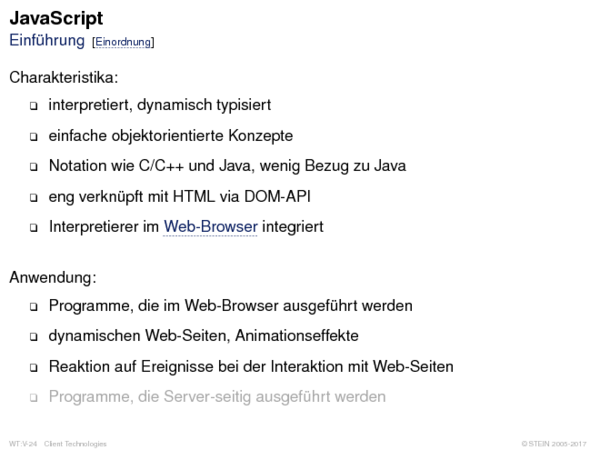 JavaScript
Einführung [Einordnung]
Charakteristika:
❑ interpretiert, dynamisch typisiert
❑ einfache objektorientierte Konzepte
❑ Notation wie C/C++ und Java, wenig Bezug zu Java
❑ eng verknüpft mit HTML via DOM-API
❑ Interpretierer im Web-Browser integriert
Anwendung:
❑ Programme, die im Web-Browser ausgeführt werden
❑ dynamischen Web-Seiten, Animationseffekte
❑ Reaktion auf Ereignisse bei der Interaktion mit Web-Seiten
❑ Programme, die Server-seitig ausgeführt werden
WT:V-24 Client Technologies © STEIN 2005-2017